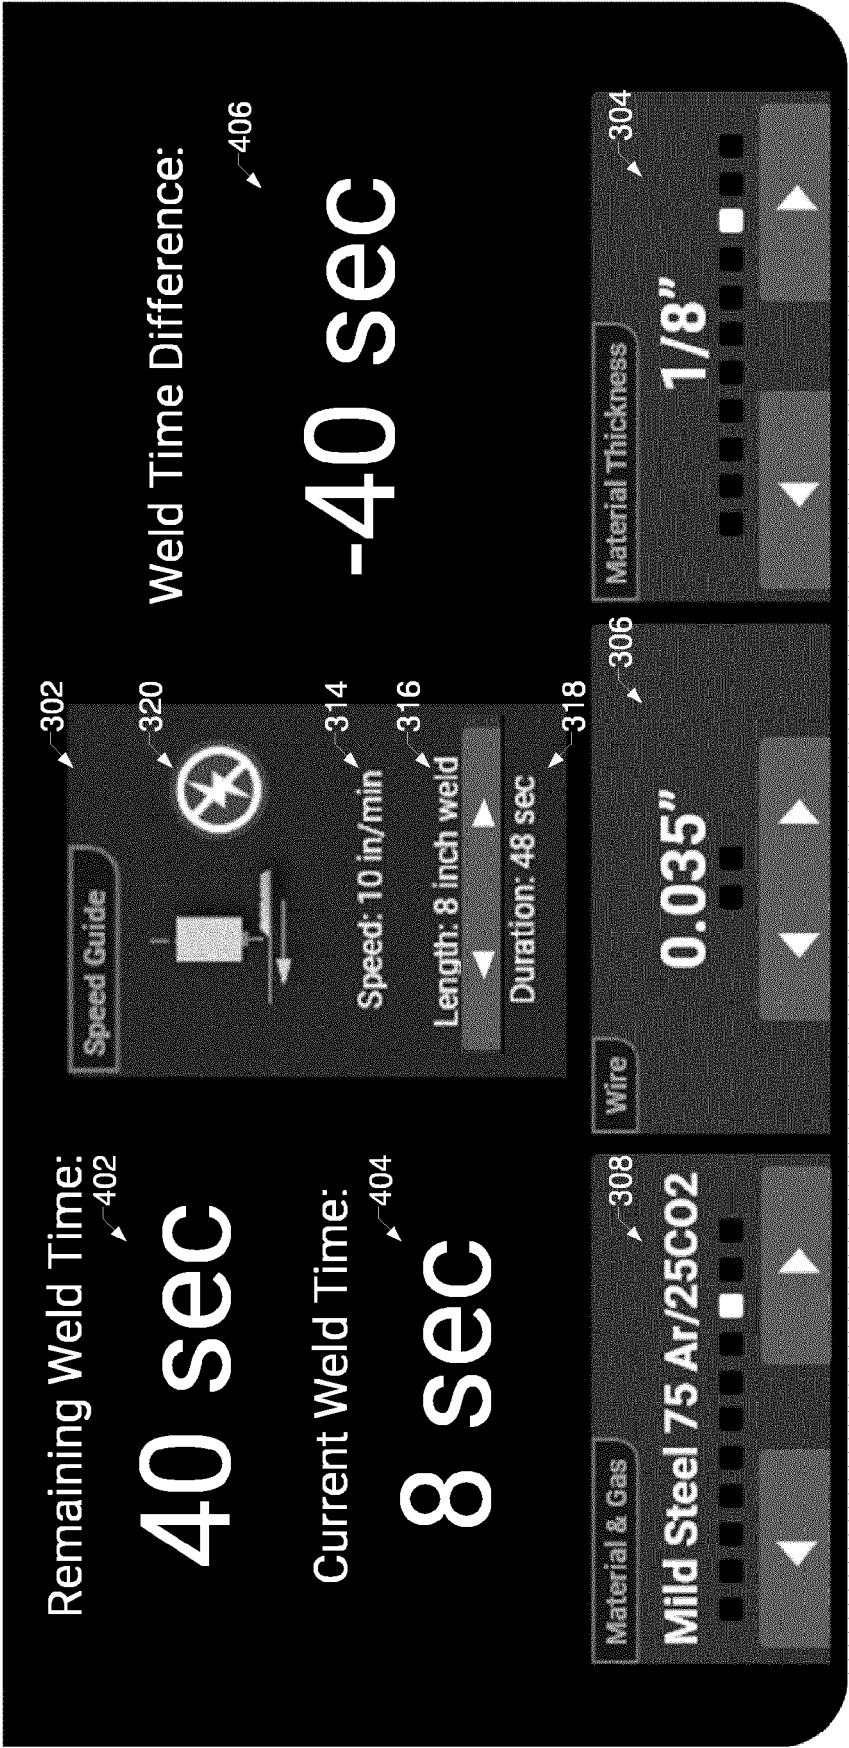 Remaining Weld Time:
402
40 sec
Current Weld Time:
404
8 sec
302
Speed Guide
320
314
Speed: 10 in/min
316
Length: 8 inch weld
Duration: 48 sec
318
Weld Time Difference:
406
-40 sec
308
Material & Gas
Mild Steel 75 Ar/25CO2
306
Wire
0.035"
304
Material Thickness
1/8"